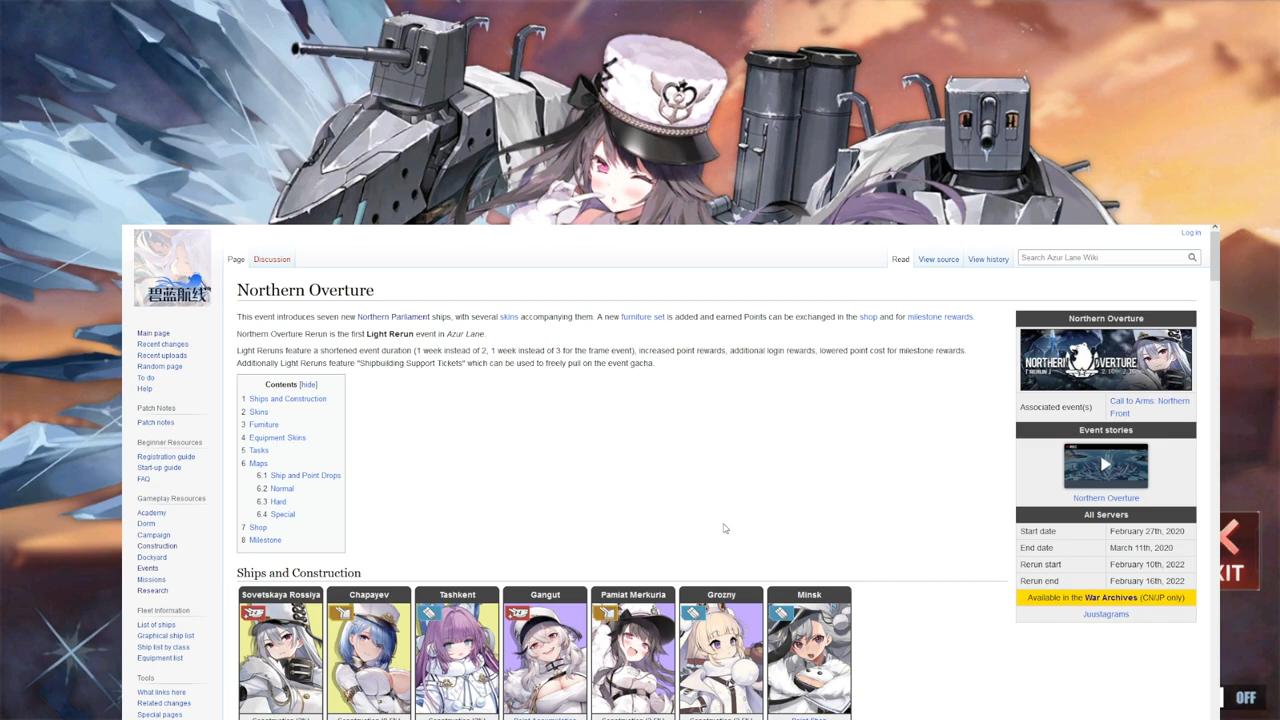 Log in
碧蓝航线
Page
Discussion
Read
View source
View history
Search Azur Lane Wiki
Northern Overture
This event introduces seven new Northern Parliament ships, with several skins accompanying them. A new furniture set is added and earned Points can be exchanged in the shop and for milestone rewards.
Northern Overture Rerun is the first Light Rerun event in Azur Lane.
Light Reruns feature a shortened event duration (1 week instead of 2, 1 week instead of 3 for the frame event), increased point rewards, additional login rewards, lowered point cost for milestone rewards.
Additionally Light Reruns feature "Shipbuilding Support Tickets" which can be used to freely pull on the event gacha.
Contents [hide]
1 Ships and Construction
2 Skins
3 Furniture
4 Equipment Skins
5 Tasks
6 Maps
6.1 Ship and Point Drops
6.2 Normal
6.3 Hard
6.4 Special
7 Shop
8 Milestone
Ships and Construction
Sovetskaya Rossiya
Chapayev
Tashkent
Gangut
Pamiat Merkuria
Grozny
Minsk
Main page
Recent changes
Recent uploads
Random page
To do
Help
Patch Notes
Patch notes
Beginner Resources
Registration guide
Start-up guide
FAQ
Gameplay Resources
Academy
Dorm
Campaign
Construction
Dockyard
Events
Missions
Research
Fleet Information
List of ships
Graphical ship list
Ship list by class
Equipment list
Tools
What links here
Related changes
Special pages
Northern Overture
Associated event(s)
Call to Arms: Northern
Front
Event stories
Northern Overture
All Servers
Start date February 27th, 2020
End date March 11th, 2020
Rerun start February 10th, 2022
Rerun end February 16th, 2022
Available in the War Archives (CN/JP only)
Juustagrams
OFF